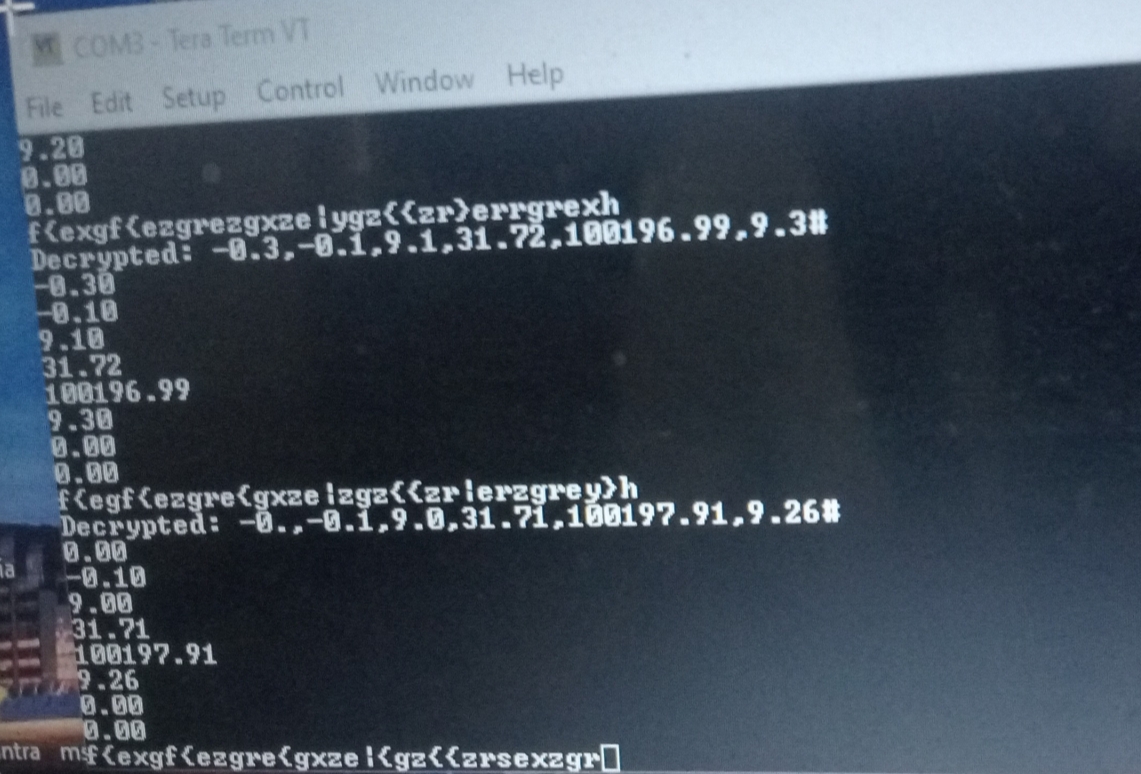 COM3 - Tera Term VT
File Edit Setup Control Window Help
9.20
0.00
0.00
f{exgf{ezgrezgxze|ygz{{zr}errgrexh
Decrypted: -0.3,-0.1,9.1,31.72,100196.99,9.3#
-0.30
-0.10
9.10
31.72
100196.99
9.30
0.00
0.00
f{egf{ezgre{gxze|zgz{{zr|erzgrey}h
Decrypted: -0.,-0.1,9.0,31.71,100197.91,9.26#
0.00
-0.10
9.00
31.71
100197.91
9.26
0.00
0.00
f{exgf{ezgre{gxze|{gz{{zrsexzgr